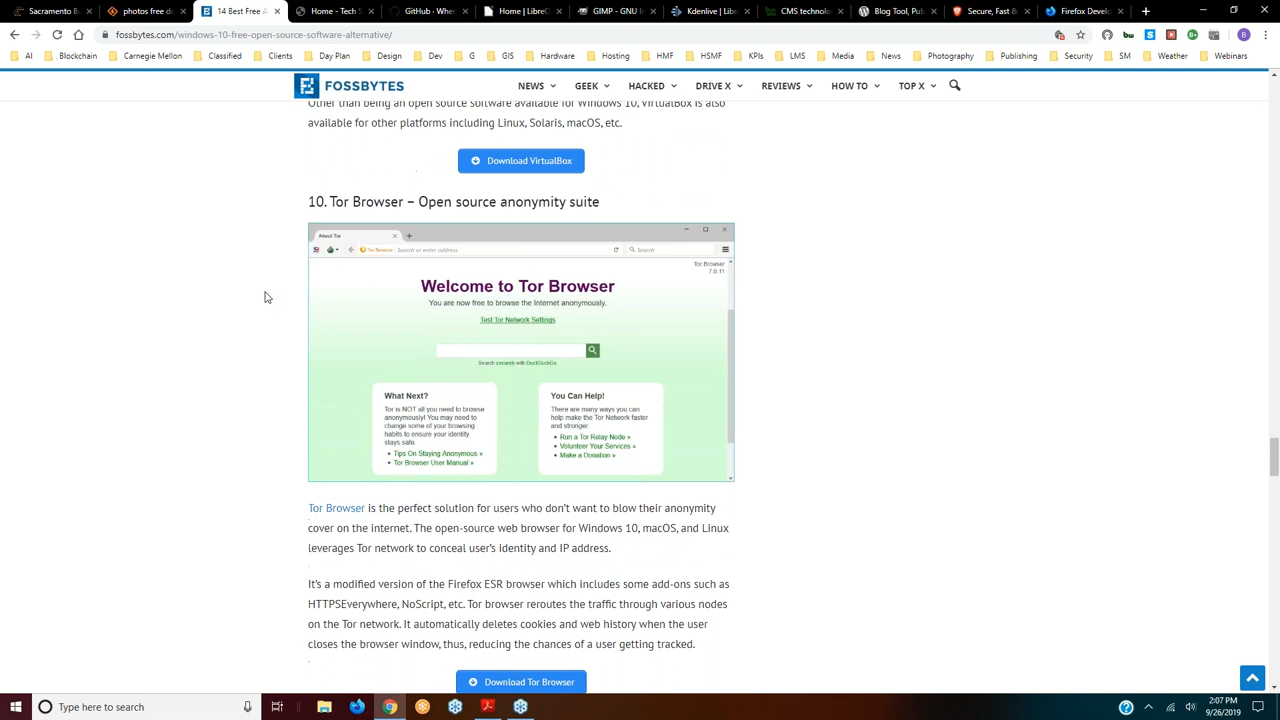 Sacramento Ba
photos free do
14 Best Free A
Home - Tech S
GitHub - Wher
Home | LibreC
GIMP - GNU I
Kdenlive | Libr
CMS technolo
Blog Tool, Pub
Secure, Fast &
Firefox Develo
fossbytes.com/windows-10-free-open-source-software-alternative/
B
AI
Blockchain
Carnegie Mellon
Classified
Clients
Day Plan
Design
Dev
G
GIS
Hardware
Hosting
HMF
HSMF
KPIs
LMS
Media
News
Photography
Publishing
Security
SM
Weather
Webinars
FOSSBYTES
NEWS
GEEK
HACKED
DRIVE X
REVIEWS
HOW TO
TOP X
Other than being an open source software available for Windows 10, VirtualBox is also
available for other platforms including Linux, Solaris, macOS, etc.
Download VirtualBox
10. Tor Browser – Open source anonymity suite
About Tor
Tor Browser
Search or enter address
Search
Tor Browser
7.0.11
Welcome to Tor Browser
You are now free to browse the Internet anonymously.
Test Tor Network Settings
Search securely with DuckDuckGo.
What Next?
Tor is NOT all you need to browse
anonymously! You may need to
change some of your browsing
habits to ensure your identity
stays safe.
• Tips On Staying Anonymous »
• Tor Browser User Manual »
You Can Help!
There are many ways you can
help make the Tor Network faster
and stronger:
• Run a Tor Relay Node »
• Volunteer Your Services »
• Make a Donation »
Tor Browser is the perfect solution for users who don’t want to blow their anonymity
cover on the internet. The open-source web browser for Windows 10, macOS, and Linux
leverages Tor network to conceal user’s identity and IP address.
It’s a modified version of the Firefox ESR browser which includes some add-ons such as
HTTPSEverywhere, NoScript, etc. Tor browser reroutes the traffic through various nodes
on the Tor network. It automatically deletes cookies and web history when the user
closes the browser window, thus, reducing the chances of a user getting tracked.
Download Tor Browser
Type here to search
2:07 PM
9/26/2019